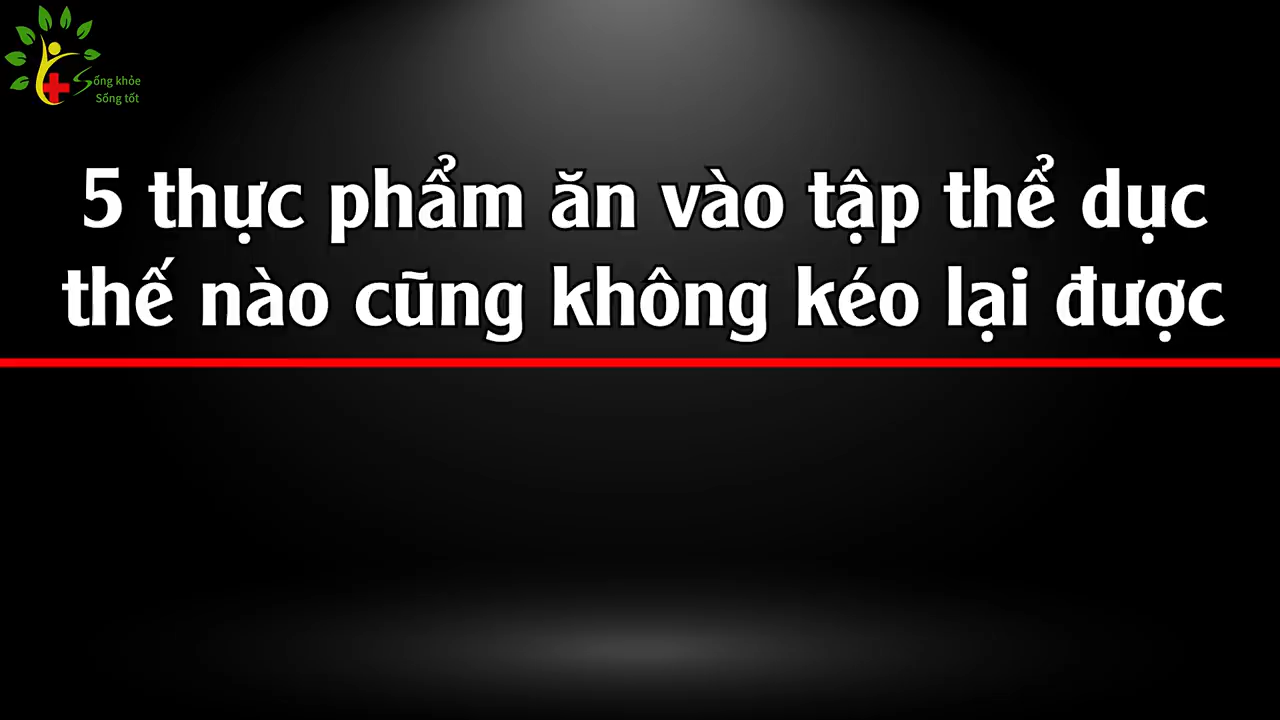 Sống khỏe
Sống tốt
5 thực phẩm ăn vào tập thể dục
thế nào cũng không kéo lại được